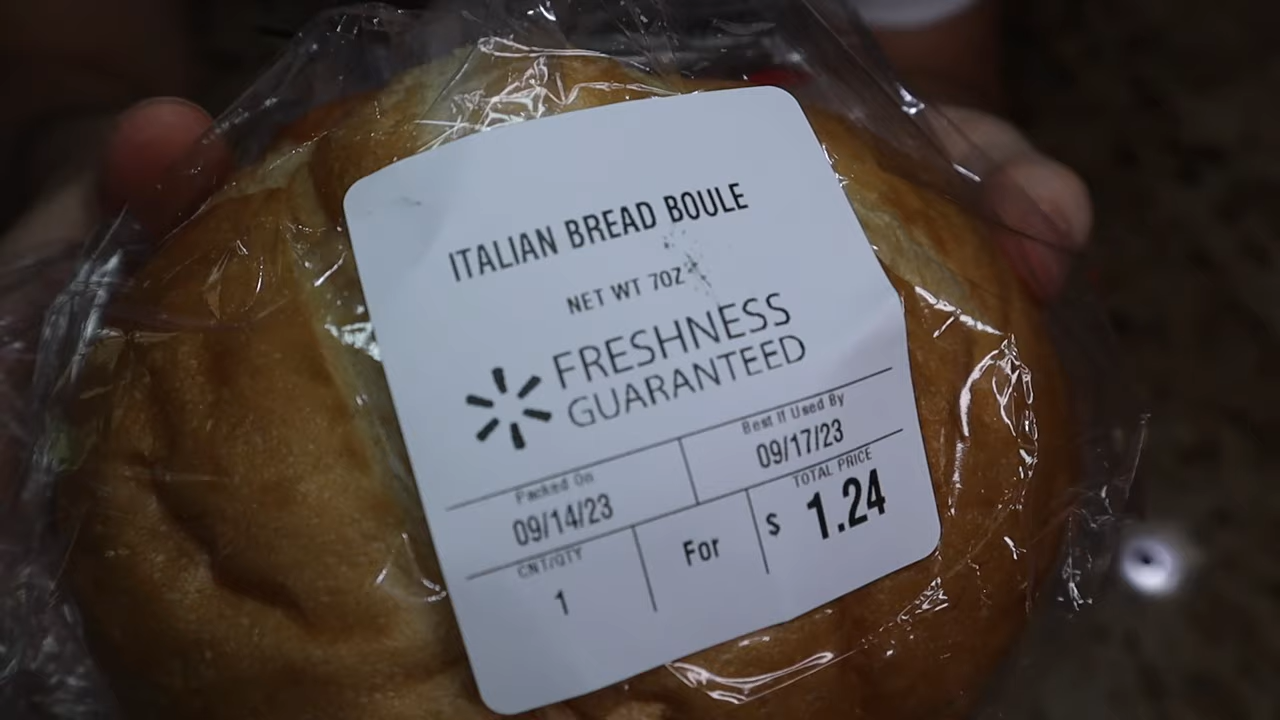 ITALIAN BREAD BOULE
NET WT 7OZ
FRESHNESS
GUARANTEED
Packed On
09/14/23
Best If Used By
09/17/23
CNT/QTY
1
For
TOTAL PRICE
$ 1.24